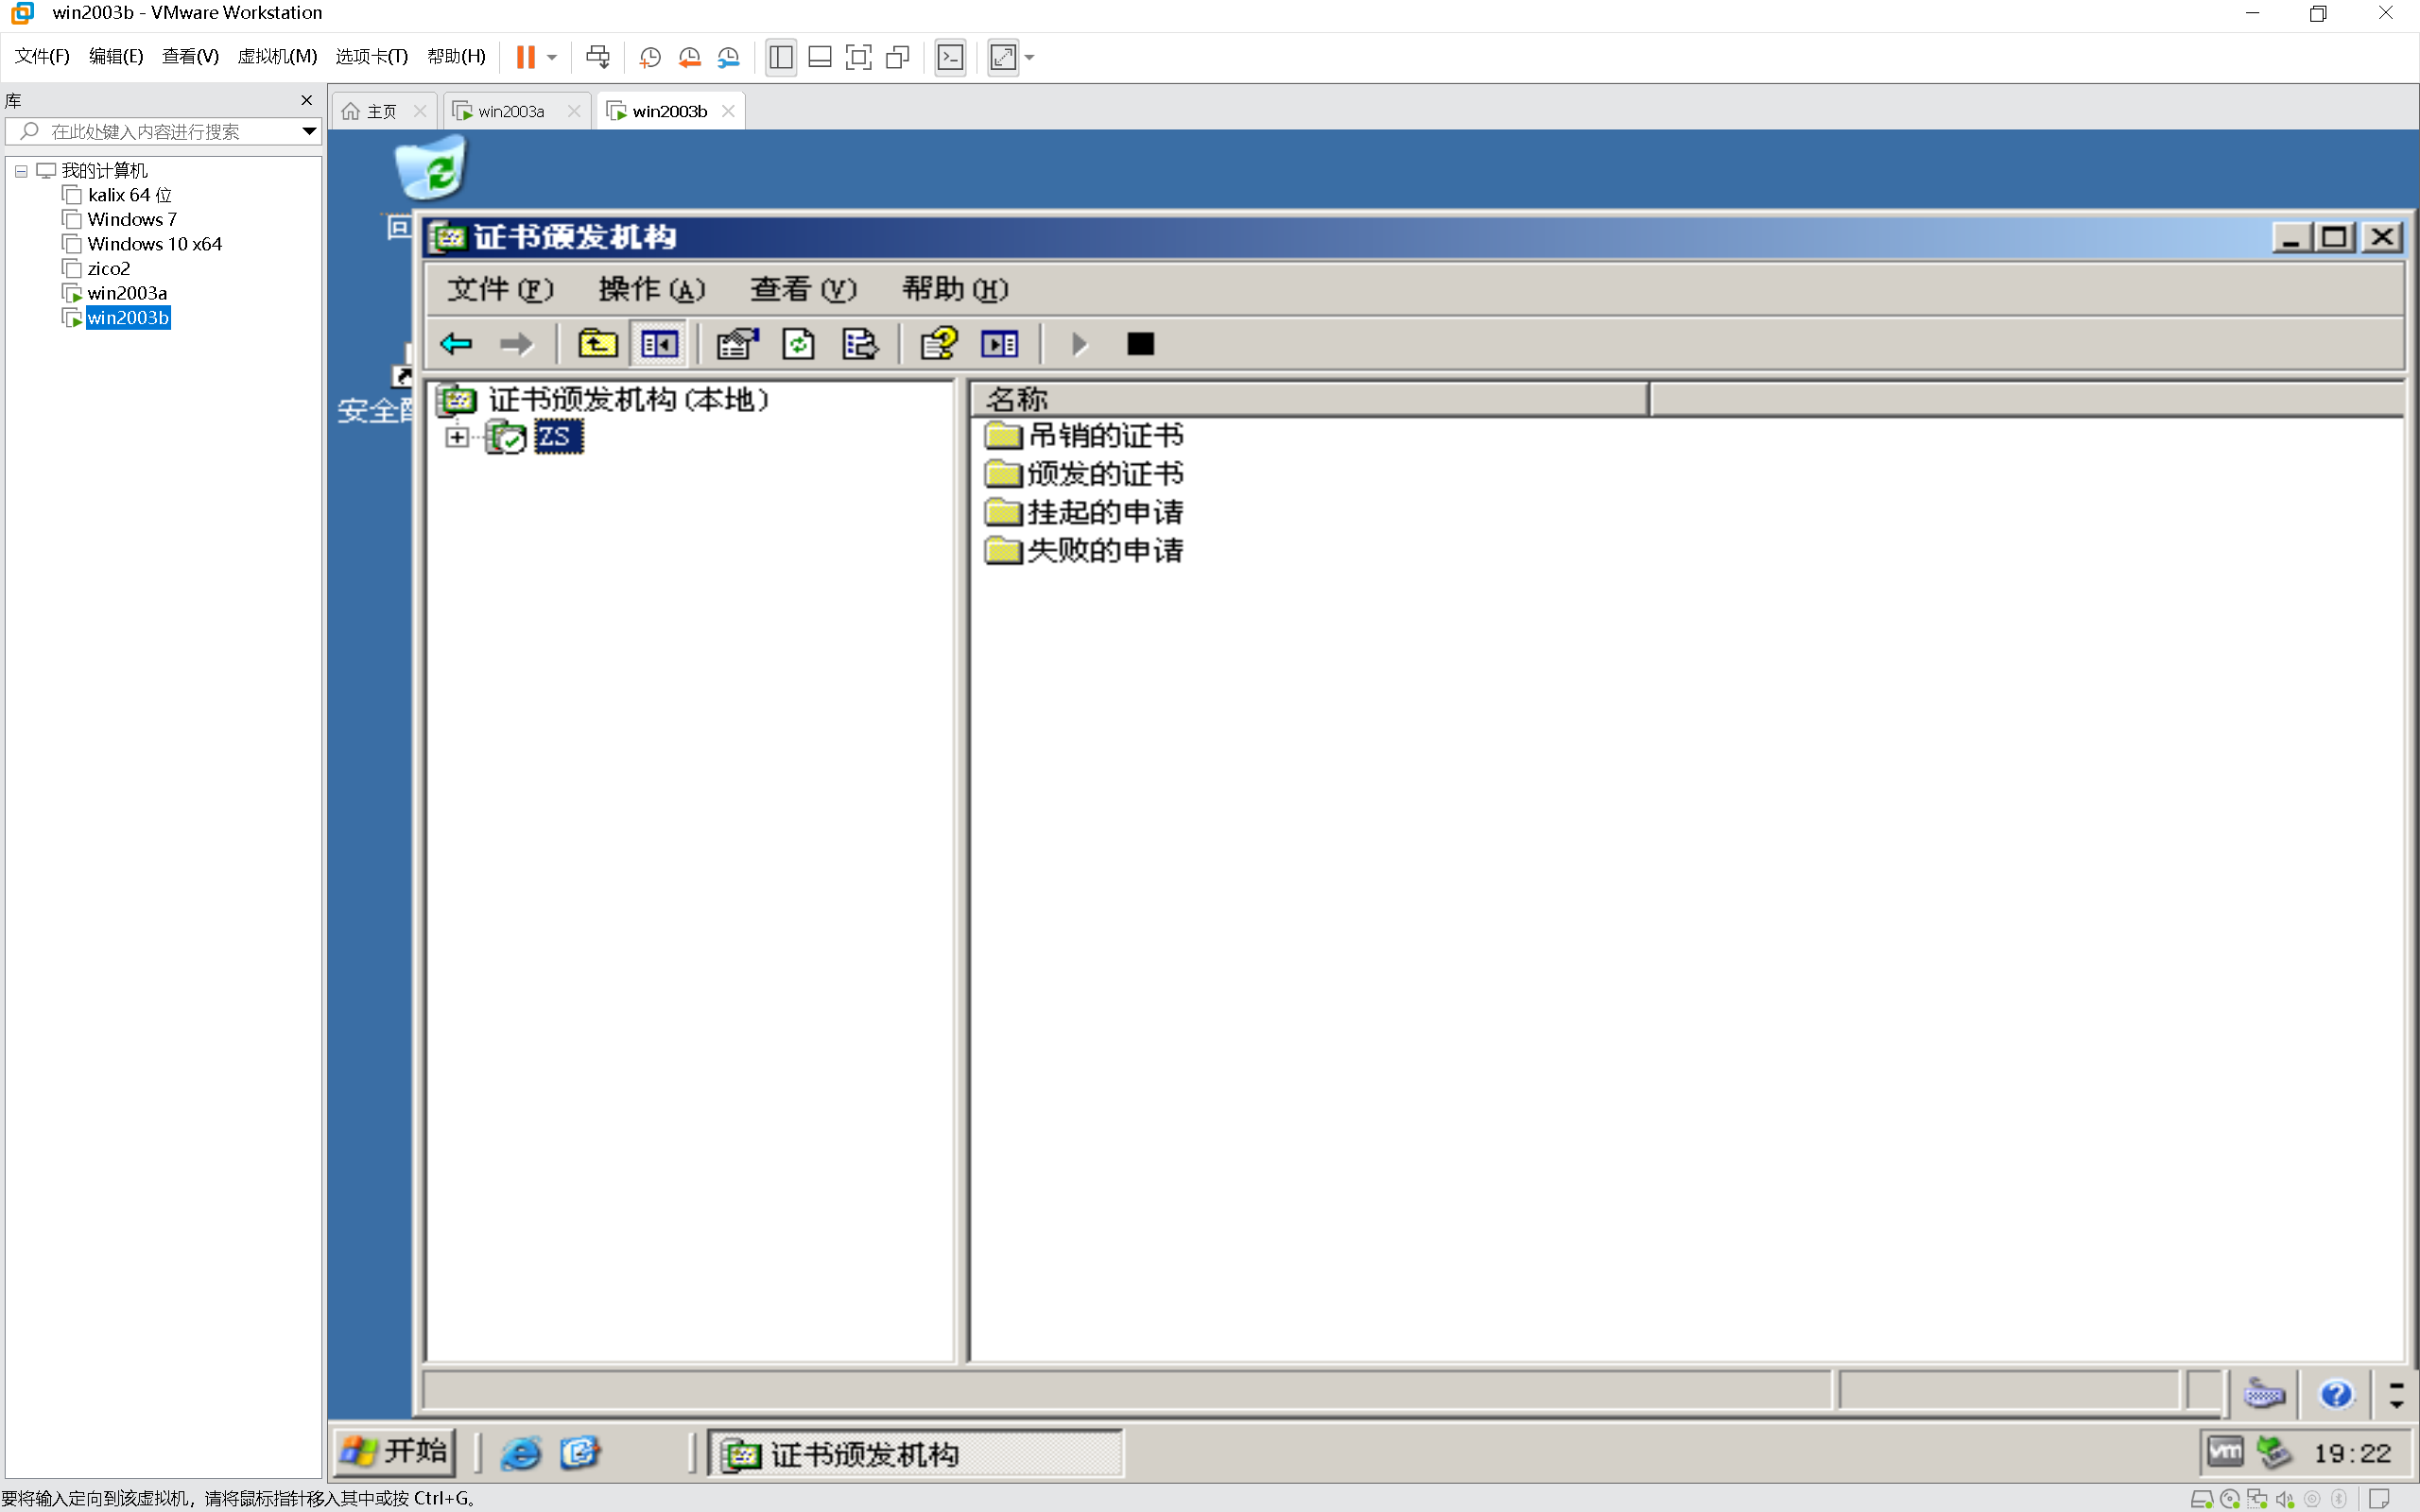 win2003b - VMware Workstation
文件(F) 编辑(E) 查看(V) 虚拟机(M) 选项卡(T) 帮助(H)
库
在此处键入内容进行搜索
我的计算机
kalix 64 位
Windows 7
Windows 10 x64
zico2
win2003a
win2003b
主页 win2003a win2003b
回
安全配
证书颁发机构
文件(F) 操作(A) 查看(V) 帮助(H)
证书颁发机构(本地)
ZS
名称
吊销的证书
颁发的证书
挂起的申请
失败的申请
开始 证书颁发机构 vm 19:22
要将输入定向到该虚拟机，请将鼠标指针移入其中或按 Ctrl+G。